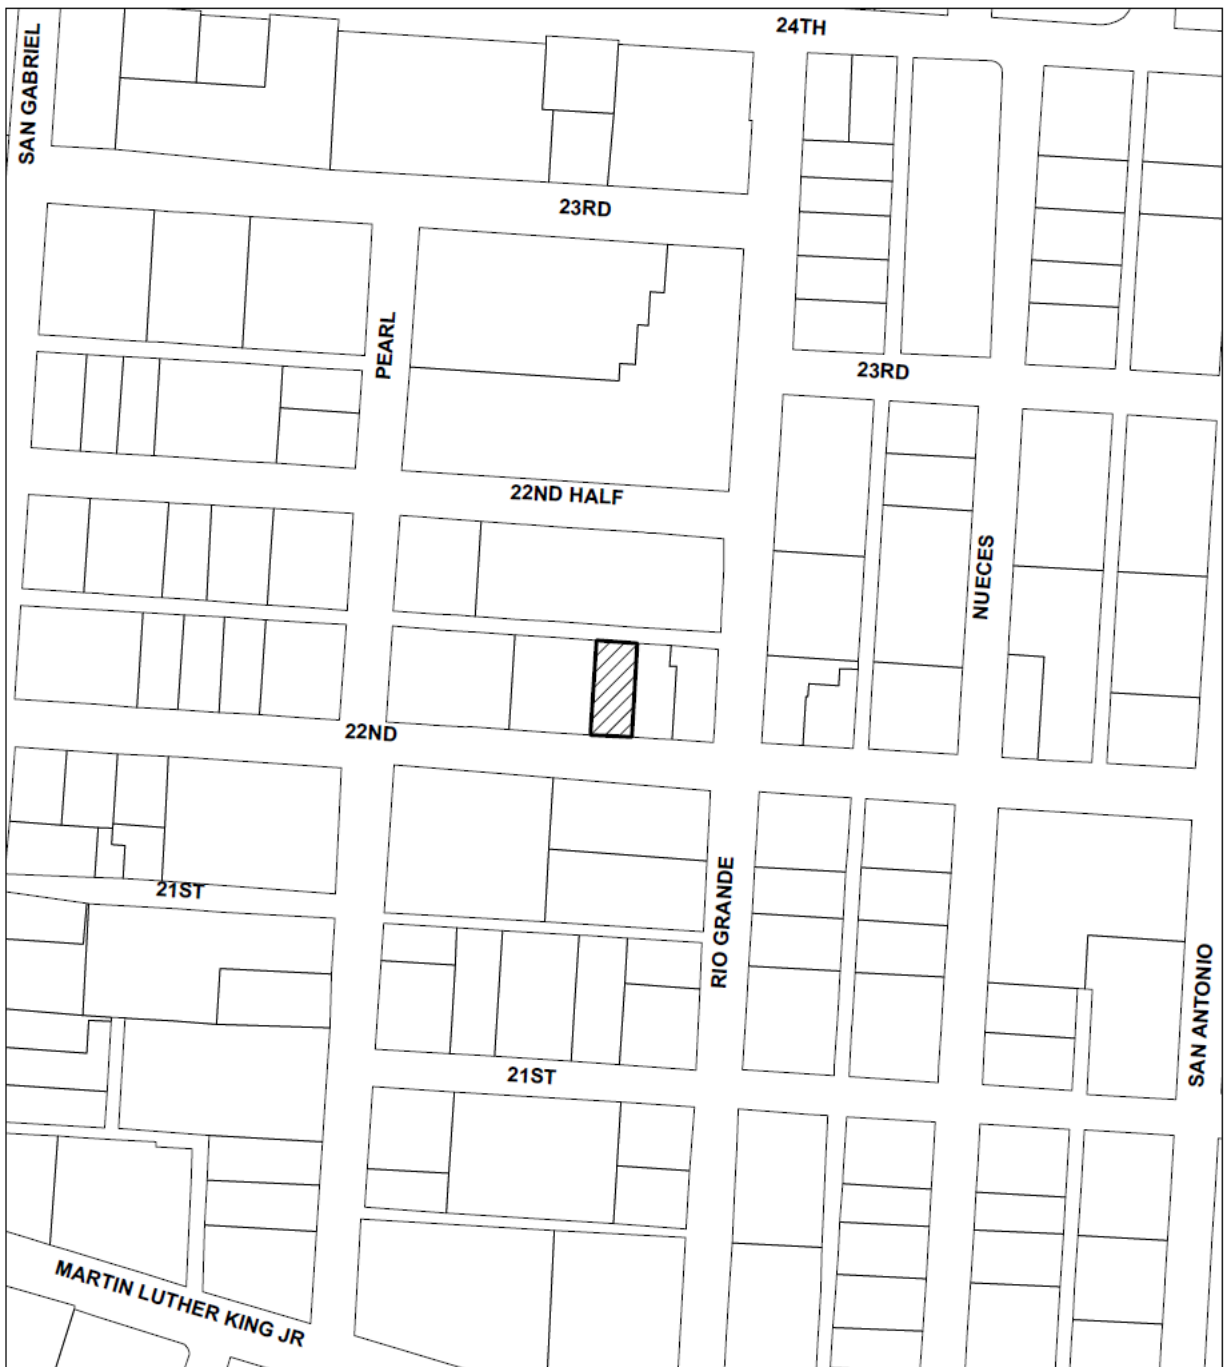 24TH
SAN GABRIEL
23RD
PEARL
23RD
22ND HALF
NUECES
22ND
RIO GRANDE
21ST
SAN ANTONIO
21ST
MARTIN LUTHER KING JR